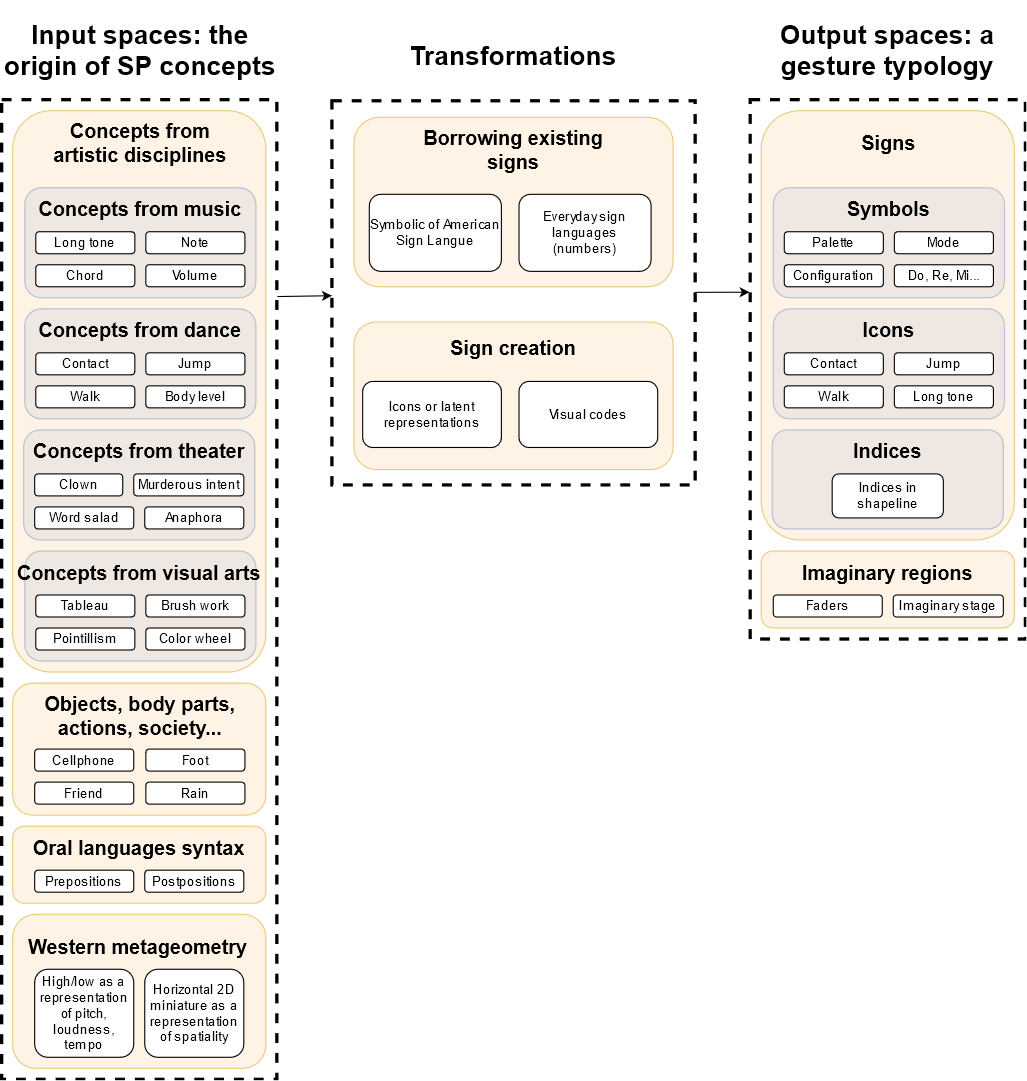 Input spaces: the
origin of SP concepts
Concepts from
artistic disciplines
Concepts from music
Long tone
Note
Chord
Volume
Concepts from dance
Contact
Jump
Walk
Body level
Concepts from theater
Clown
Murderous intent
Word salad
Anaphora
Concepts from visual arts
Tableau
Brush work
Pointillism
Color wheel
Objects, body parts,
actions, society...
Cellphone
Foot
Friend
Rain
Oral languages syntax
Prepositions
Postpositions
Western metageometry
High/low as a
representation
of pitch,
loudness,
tempo
Horizontal 2D
miniature as a
representation
of spatiality
Transformations
Borrowing existing
signs
Symbolic of American
Sign Langue
Everyday sign
languages
(numbers)
Sign creation
Icons or latent
representations
Visual codes
Output spaces: a
gesture typology
Signs
Symbols
Palette
Mode
Configuration
Do, Re, Mi...
Icons
Contact
Jump
Walk
Long tone
Indices
Indices in
shapeline
Imaginary regions
Faders
Imaginary stage